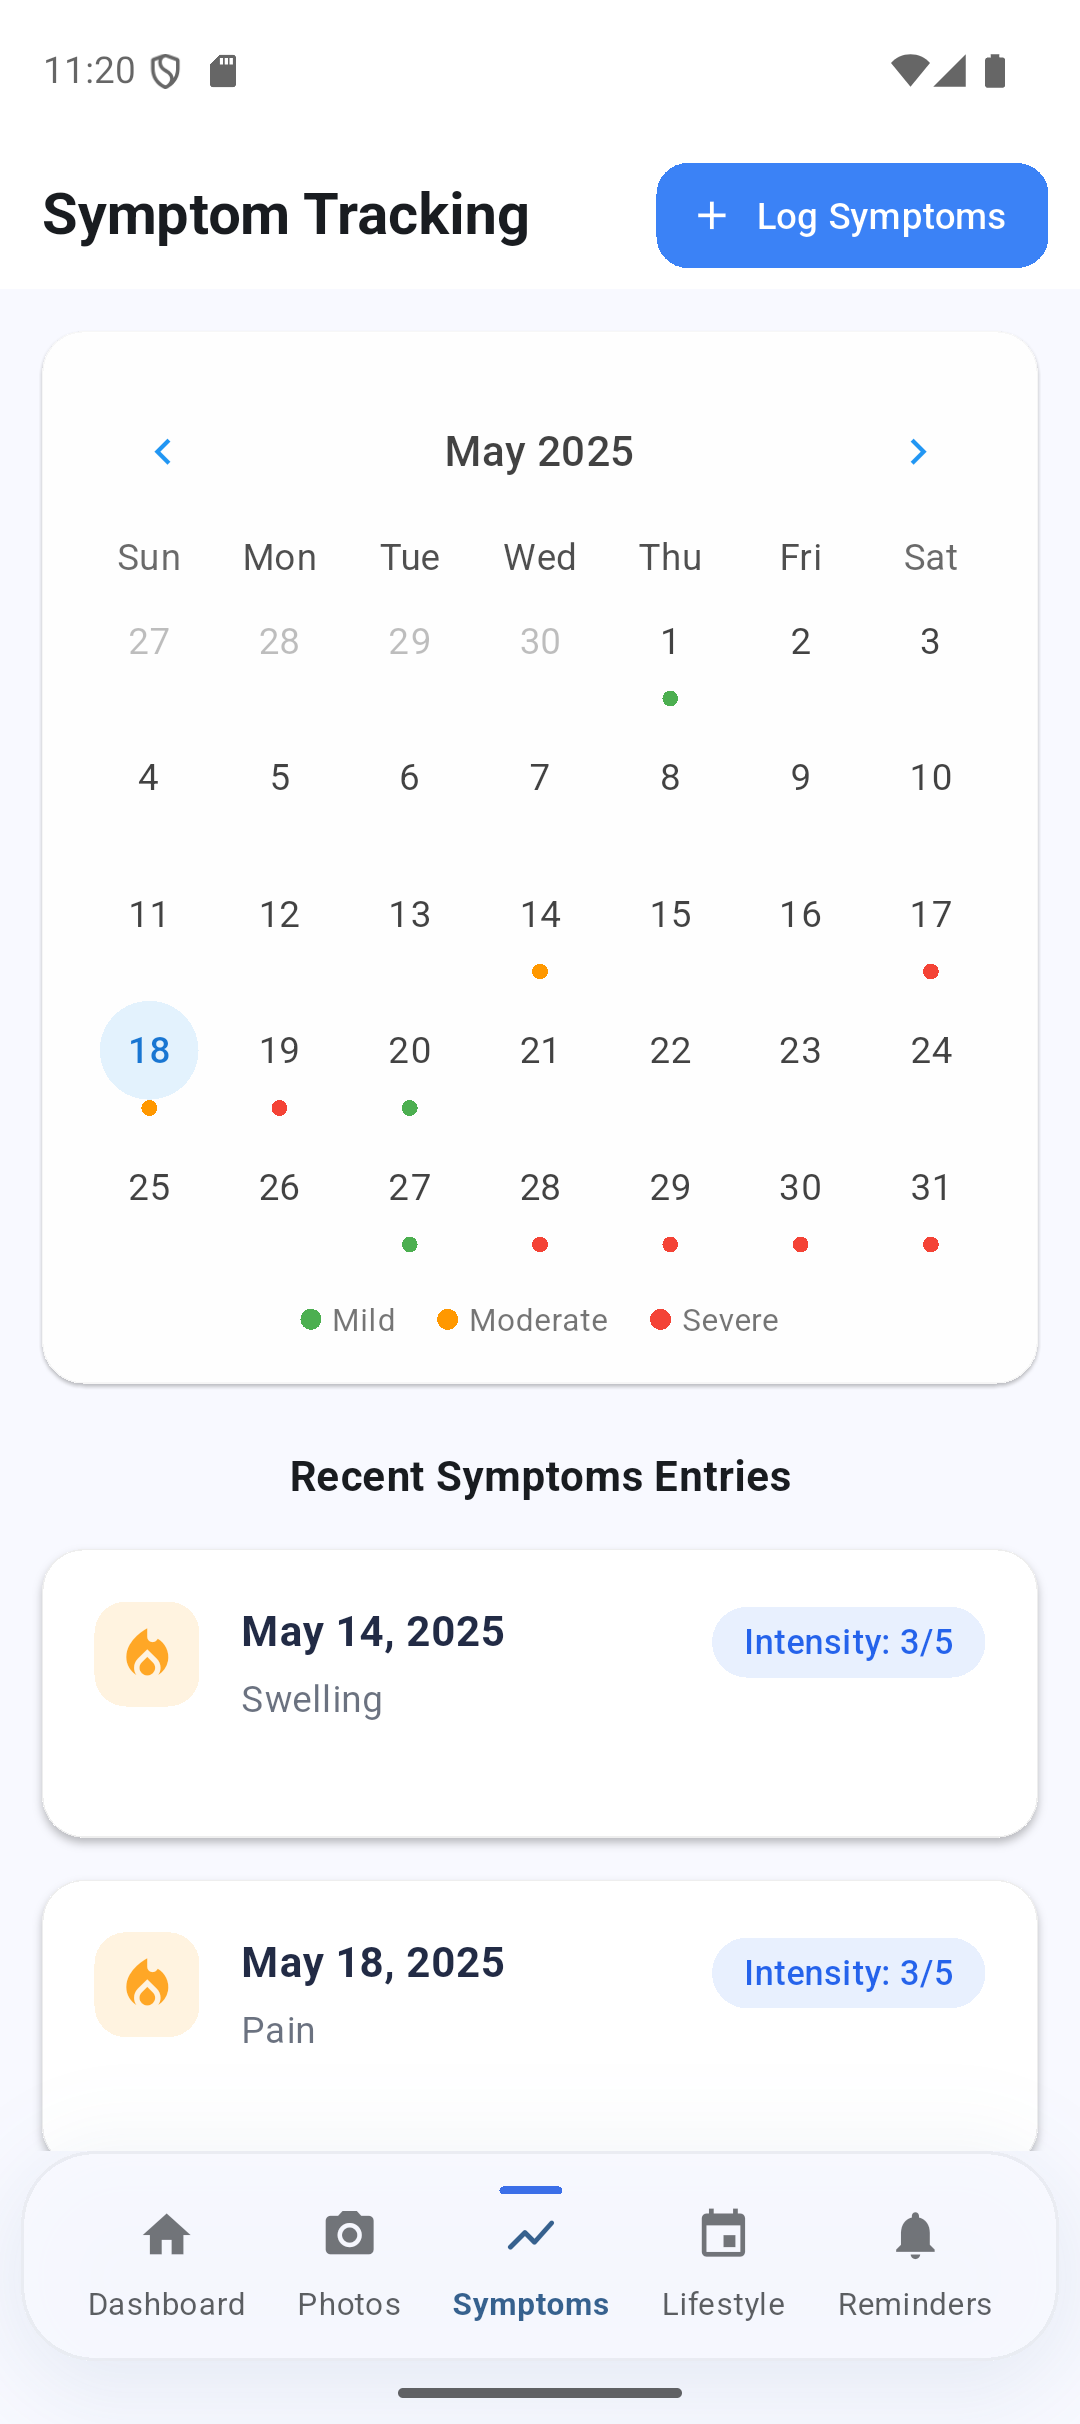 11:20
Symptom Tracking
+ Log Symptoms
May 2025
Sun Mon Tue Wed Thu Fri Sat
27 28 29 30 1 2 3
4 5 6 7 8 9 10
11 12 13 14 15 16 17
18 19 20 21 22 23 24
25 26 27 28 29 30 31
Mild Moderate Severe
Recent Symptoms Entries
May 14, 2025 Intensity: 3/5
Swelling
May 18, 2025 Intensity: 3/5
Pain
Dashboard Photos Symptoms Lifestyle Reminders